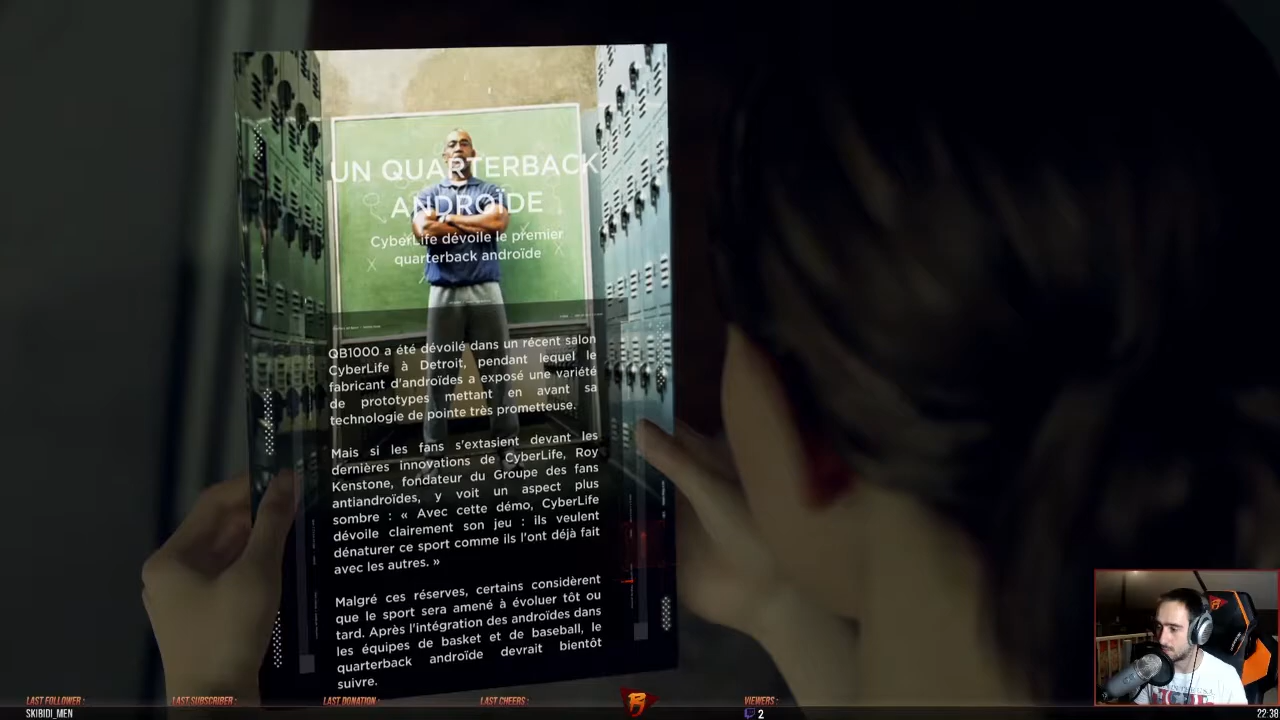 UN QUARTERBACK
ANDROÏDE
CyberLife dévoile le premier
quarterback androïde
QB1000 a été dévoilé dans un récent salon
CyberLife à Detroit, pendant lequel le
fabricant d'androïdes a exposé une variété
de prototypes mettant en avant sa
technologie de pointe très prometteuse.
Mais si les fans s'extasient devant les
dernières innovations de CyberLife, Roy
Kenstone, fondateur du Groupe des fans
antiandroïdes, y voit un aspect plus
sombre : « Avec cette démo, CyberLife
dévoile clairement son jeu : ils veulent
dénaturer ce sport comme ils l'ont déjà fait
avec les autres. »
Malgré ces réserves, certains considèrent
que le sport sera amené à évoluer tôt ou
tard. Après l'intégration des androïdes dans
les équipes de basket et de baseball, le
quarterback androïde devrait bientôt
suivre.
LAST FOLLOWER :
SKIBIDI_MEN
LAST SUBSCRIBER :
LAST DONATION :
LAST CHEERS :
VIEWERS :
2
22:38